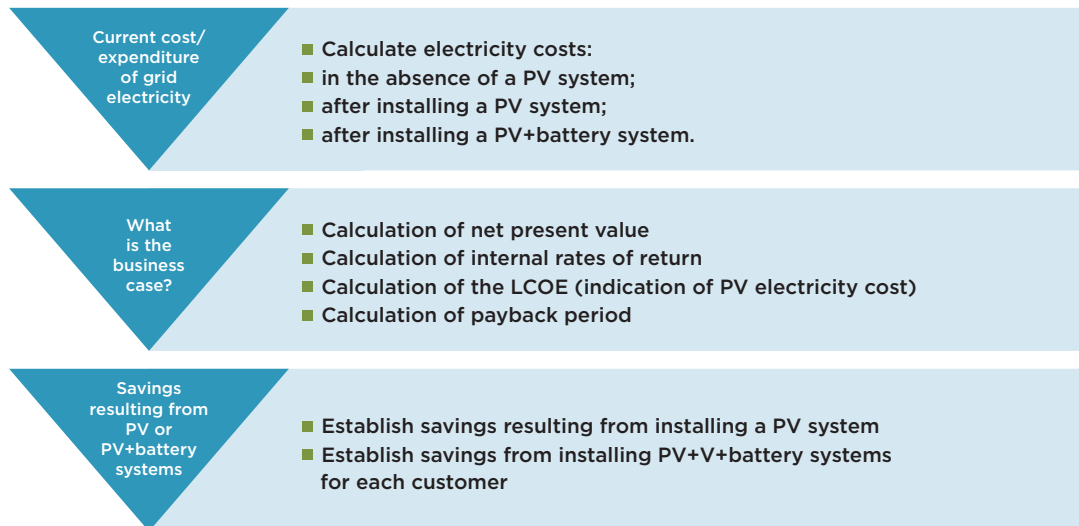 Current cost/
expenditure
of grid
electricity
Calculate electricity costs:
in the absence of a PV system;
after installing a PV system;
after installing a PV+battery system.
What
is the
business
case?
Calculation of net present value
Calculation of internal rates of return
Calculation of the LCOE (indication of PV electricity cost)
Calculation of payback period
Savings
resulting from
PV or
PV+battery
systems
Establish savings resulting from installing a PV system
Establish savings from installing PV+V+battery systems
for each customer